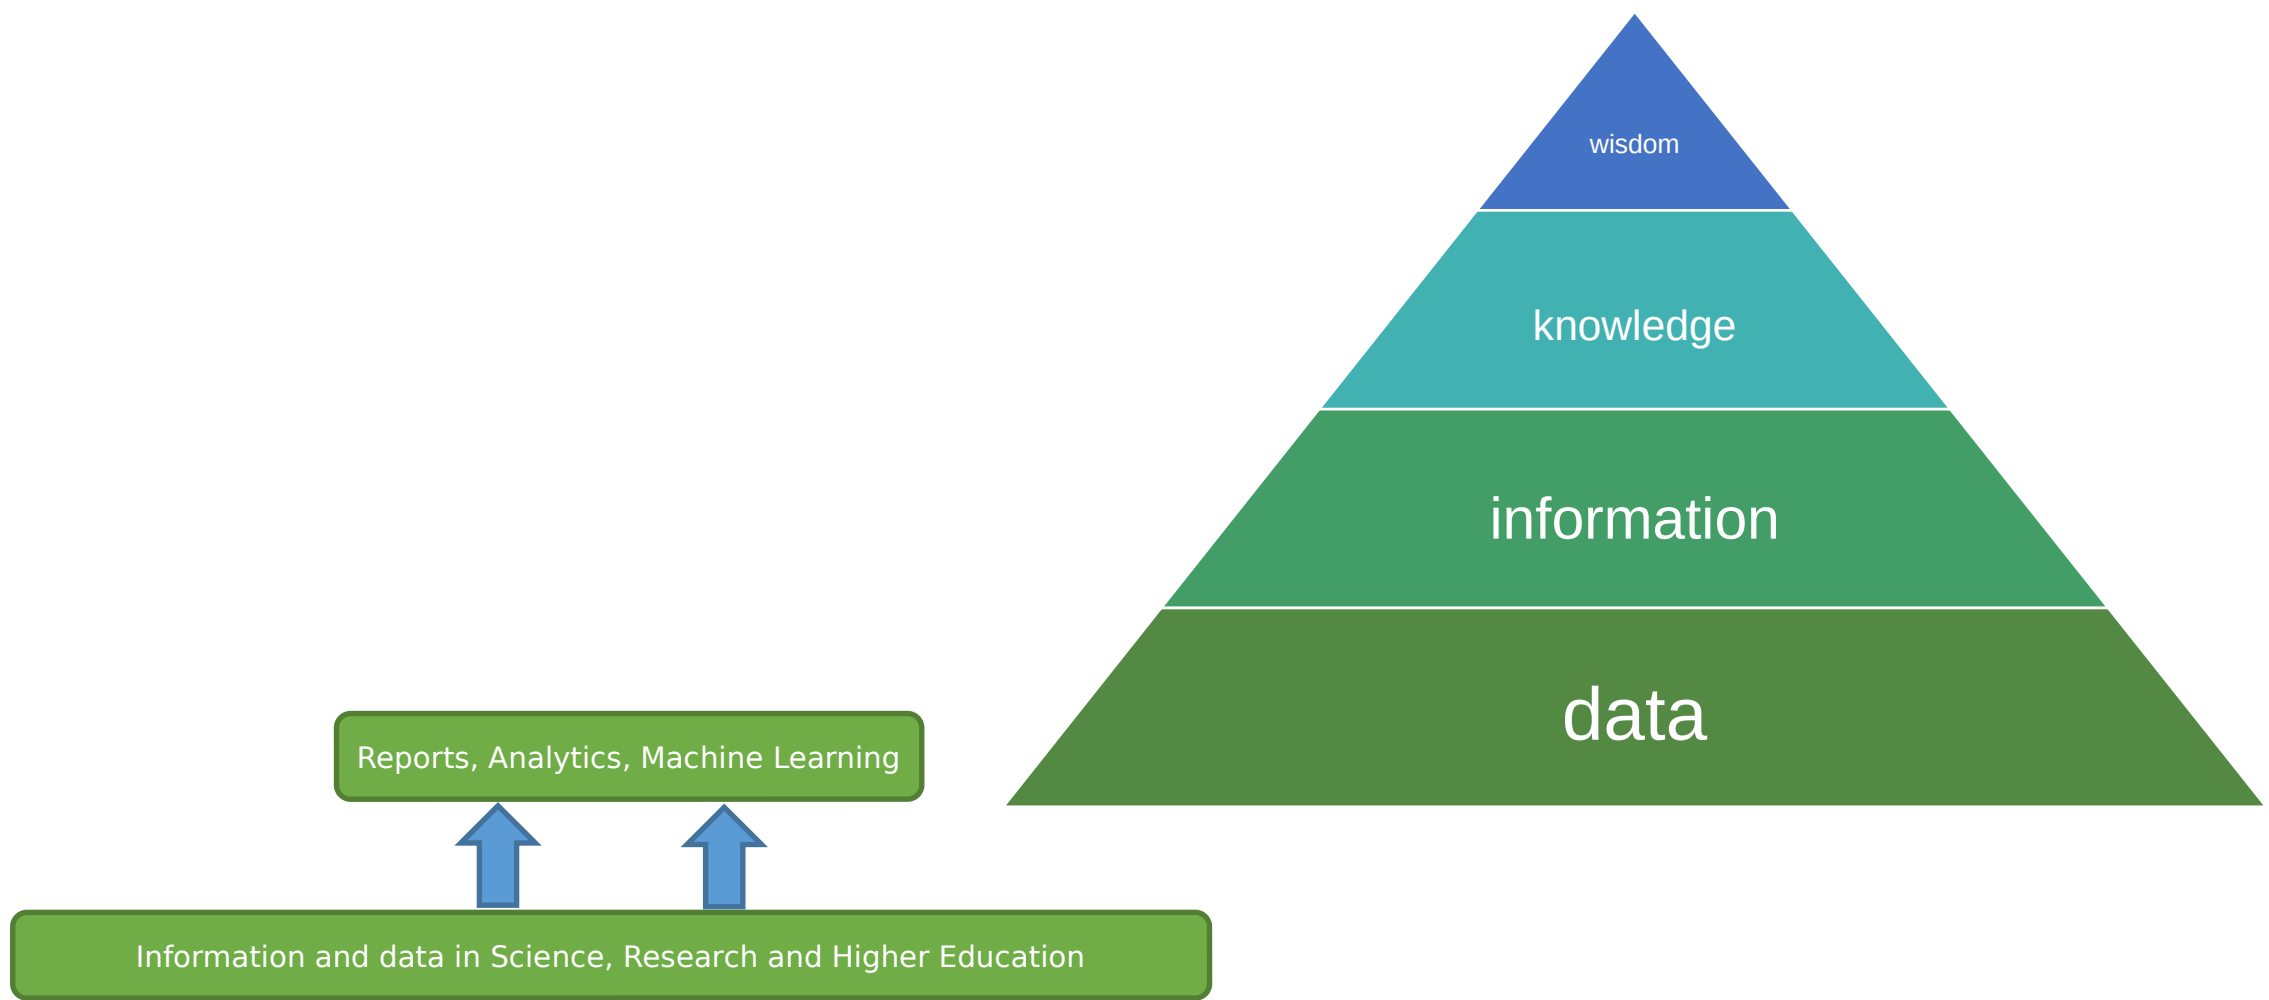 wisdom
knowledge
information
data
Reports, Analytics, Machine Learning
Information and data in Science, Research and Higher Education